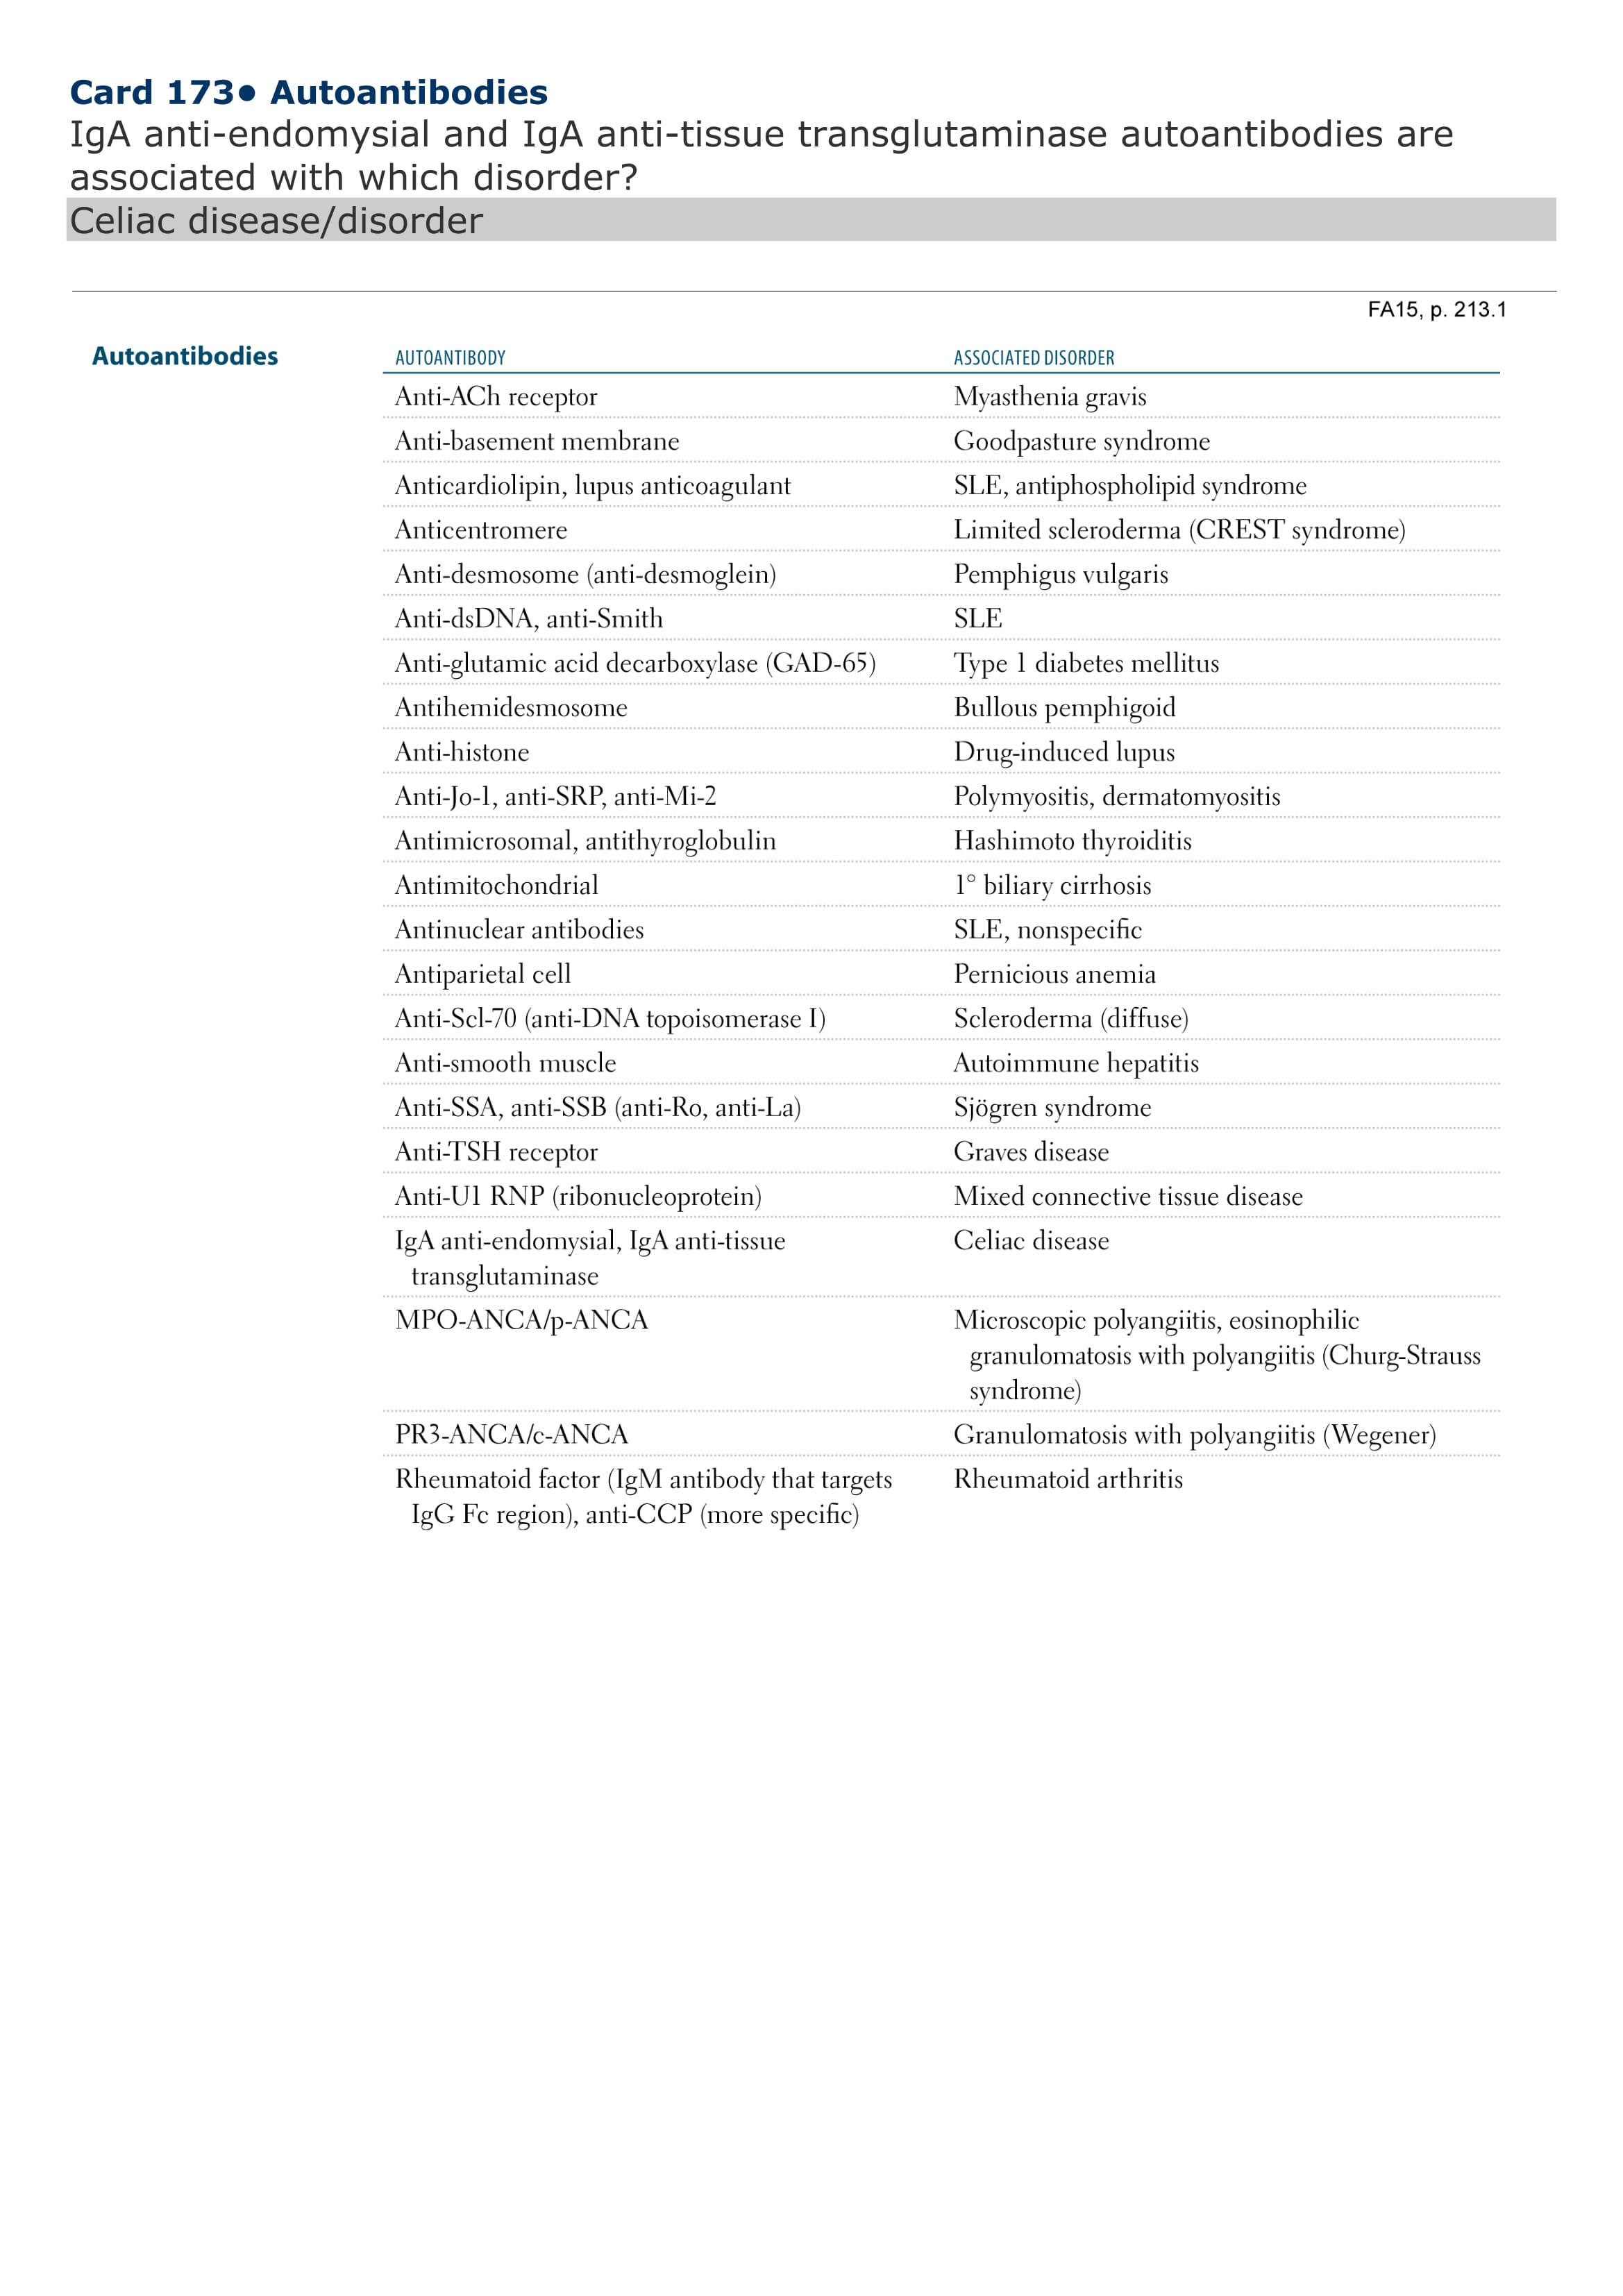 Card 173• Autoantibodies
IgA anti-endomysial and IgA anti-tissue transglutaminase autoantibodies are
associated with which disorder?
Celiac disease/disorder
FA15, p. 213.1
Autoantibodies AUTOANTIBODY ASSOCIATED DISORDER
Anti-ACh receptor Myasthenia gravis
Anti-basement membrane Goodpasture syndrome
Anticardiolipin, lupus anticoagulant SLE, antiphospholipid syndrome
Anticentromere Limited scleroderma (CREST syndrome)
Anti-desmosome (anti-desmoglein) Pemphigus vulgaris
Anti-dsDNA, anti-Smith SLE
Anti-glutamic acid decarboxylase (GAD-65) Type 1 diabetes mellitus
Antihemidesmosome Bullous pemphigoid
Anti-histone Drug-induced lupus
Anti-Jo-1, anti-SRP, anti-Mi-2 Polymyositis, dermatomyositis
Antimicrosomal, antithyroglobulin Hashimoto thyroiditis
Antimitochondrial 1° biliary cirrhosis
Antinuclear antibodies SLE, nonspecific
Antiparietal cell Pernicious anemia
Anti-Scl-70 (anti-DNA topoisomerase I) Scleroderma (diffuse)
Anti-smooth muscle Autoimmune hepatitis
Anti-SSA, anti-SSB (anti-Ro, anti-La) Sjögren syndrome
Anti-TSH receptor Graves disease
Anti-U1 RNP (ribonucleoprotein) Mixed connective tissue disease
IgA anti-endomysial, IgA anti-tissue Celiac disease
transglutaminase
MPO-ANCA/p-ANCA Microscopic polyangiitis, eosinophilic
granulomatosis with polyangiitis (Churg-Strauss
syndrome)
PR3-ANCA/c-ANCA Granulomatosis with polyangiitis (Wegener)
Rheumatoid factor (IgM antibody that targets Rheumatoid arthritis
IgG Fc region), anti-CCP (more specific)